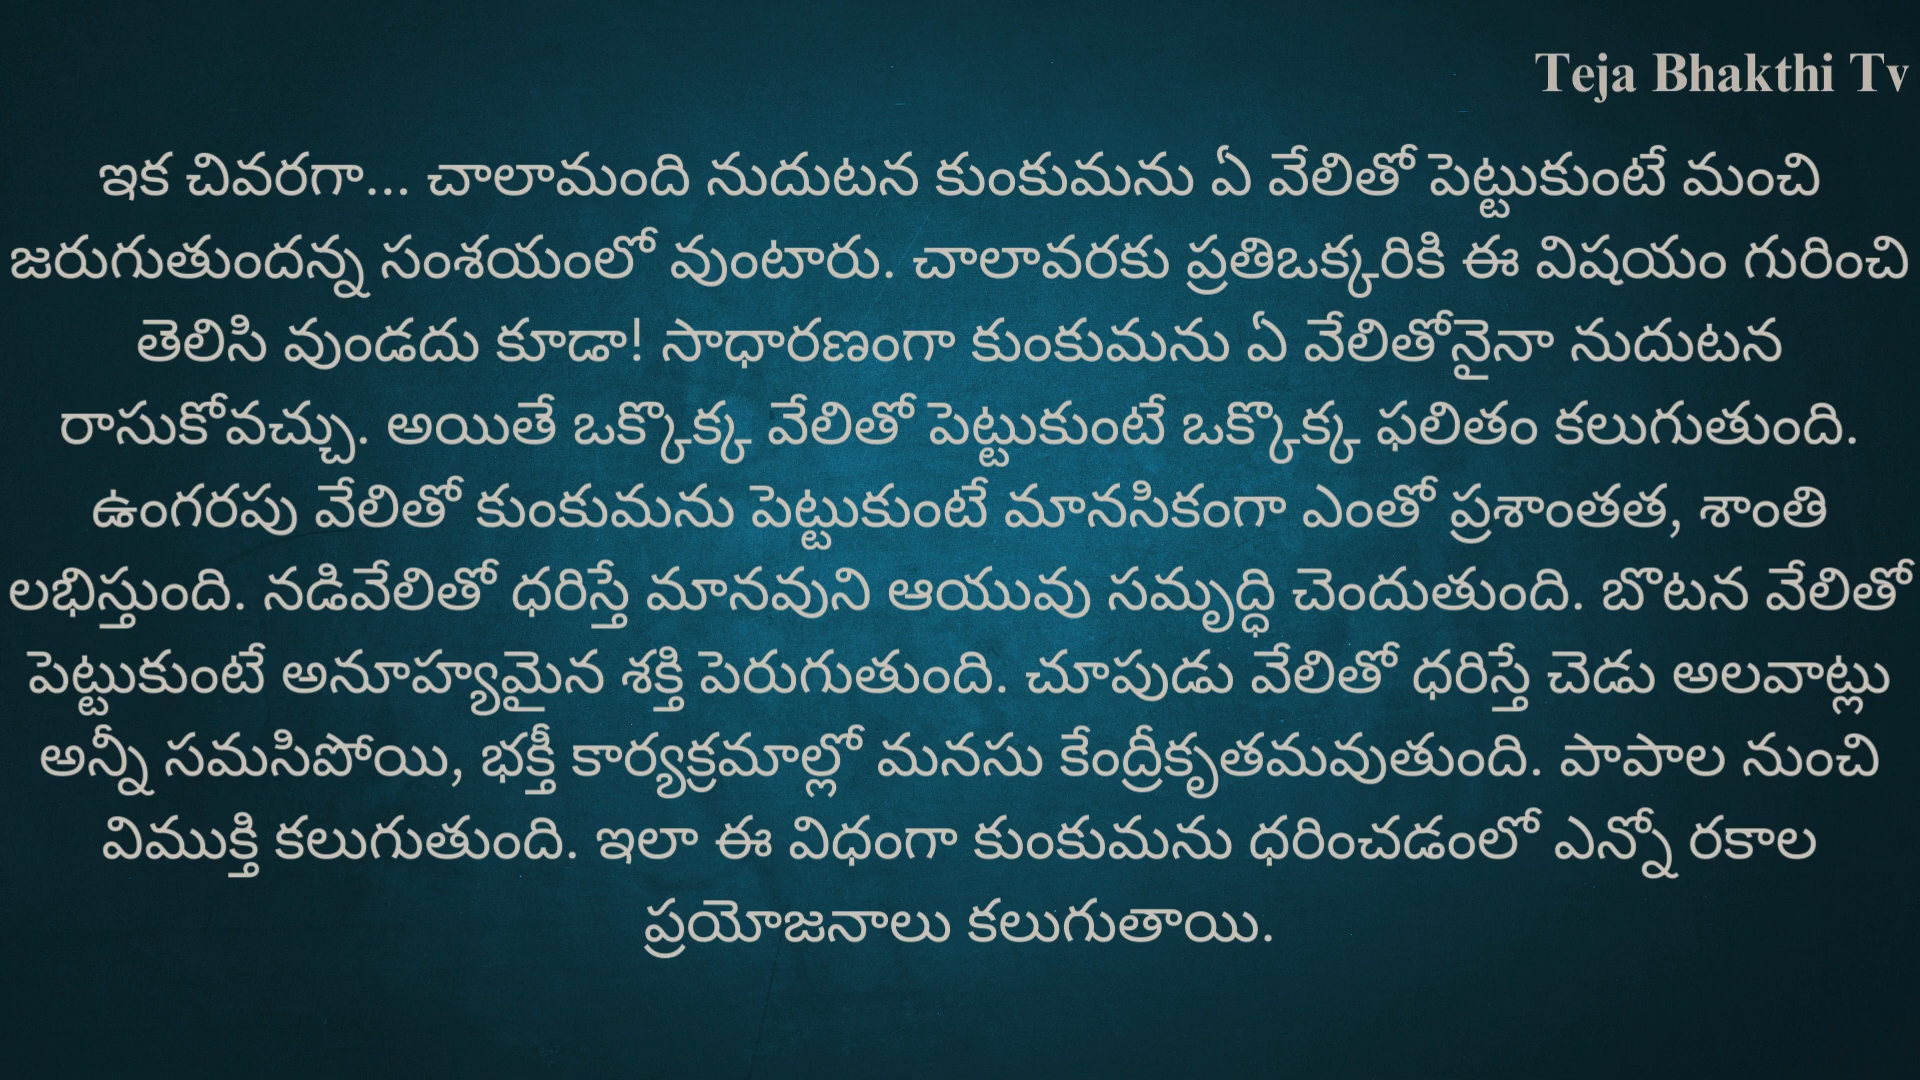 Teja Bhakthi Tv
ఇక చివరగా... చాలామంది నుదుటన కుంకుమను ఏ వేలితో పెట్టుకుంటే మంచి
జరుగుతుందన్న సంశయంలో వుంటారు. చాలావరకు ప్రతిఒక్కరికి ఈ విషయం గురించి
తెలిసి వుండదు కూడా! సాధారణంగా కుంకుమను ఏ వేలితోనైనా నుదుటన
రాసుకోవచ్చు. అయితే ఒక్కొక్క వేలితో పెట్టుకుంటే ఒక్కొక్క ఫలితం కలుగుతుంది.
ఉంగరపు వేలితో కుంకుమను పెట్టుకుంటే మానసికంగా ఎంతో ప్రశాంతత, శాంతి
లభిస్తుంది. నడివేలితో ధరిస్తే మానవుని ఆయువు సమృద్ధి చెందుతుంది. బొటన వేలితో
పెట్టుకుంటే అనూహ్యమైన శక్తి పెరుగుతుంది. చూపుడు వేలితో ధరిస్తే చెడు అలవాట్లు
అన్నీ సమసిపోయి, భక్తీ కార్యక్రమాల్లో మనసు కేంద్రీకృతమవుతుంది. పాపాల నుంచి
విముక్తి కలుగుతుంది. ఇలా ఈ విధంగా కుంకుమను ధరించడంలో ఎన్నో రకాల
ప్రయోజనాలు కలుగుతాయి.